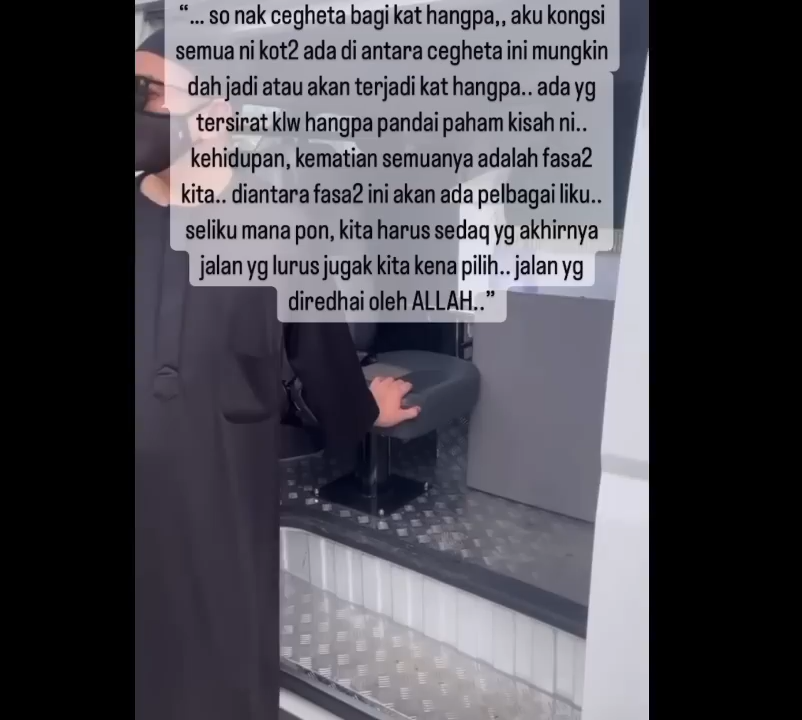 “... so nak cegheta bagi kat hangpa,, aku kongsi
semua ni kot2 ada di antara cegheta ini mungkin
dah jadi atau akan terjadi kat hangpa.. ada yg
tersirat klw hangpa pandai paham kisah ni..
kehidupan, kematian semuanya adalah fasa2
kita.. diantara fasa2 ini akan ada pelbagai liku..
seliku mana pon, kita harus sedaq yg akhirnya
jalan yg lurus jugak kita kena pilih.. jalan yg
diredhai oleh ALLAH..”